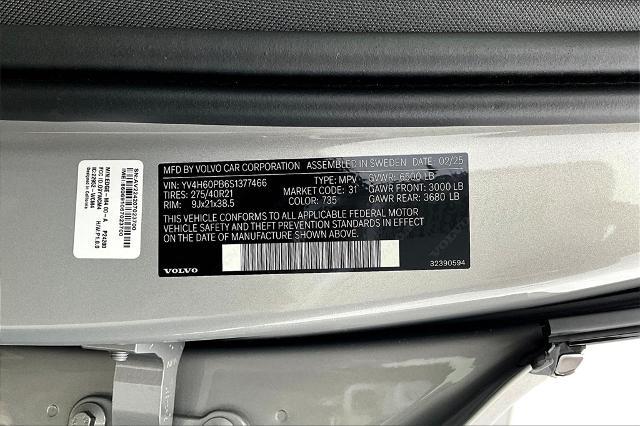 MFD. BY VOLVO CAR CORPORATION ASSEMBLED IN SWEDEN DATE: 02/25
VIN: YV4H60PB6S1377466 TYPE: MPV GVWR: 6500 LB
TIRES: 275/40R21 MARKET: 31 GAWR FRONT: 3000 LB
RIM: 9Jx21x38.5 COLOR: 735 GAWR REAR: 3680 LB
THIS VEHICLE CONFORMS TO ALL APPLICABLE FEDERAL MOTOR
VEHICLE SAFETY AND THEFT PREVENTION STANDARDS IN EFFECT ON
THE DATE OF MANUFACTURE SHOWN ABOVE.
VOLVO 32390594
Designed in California